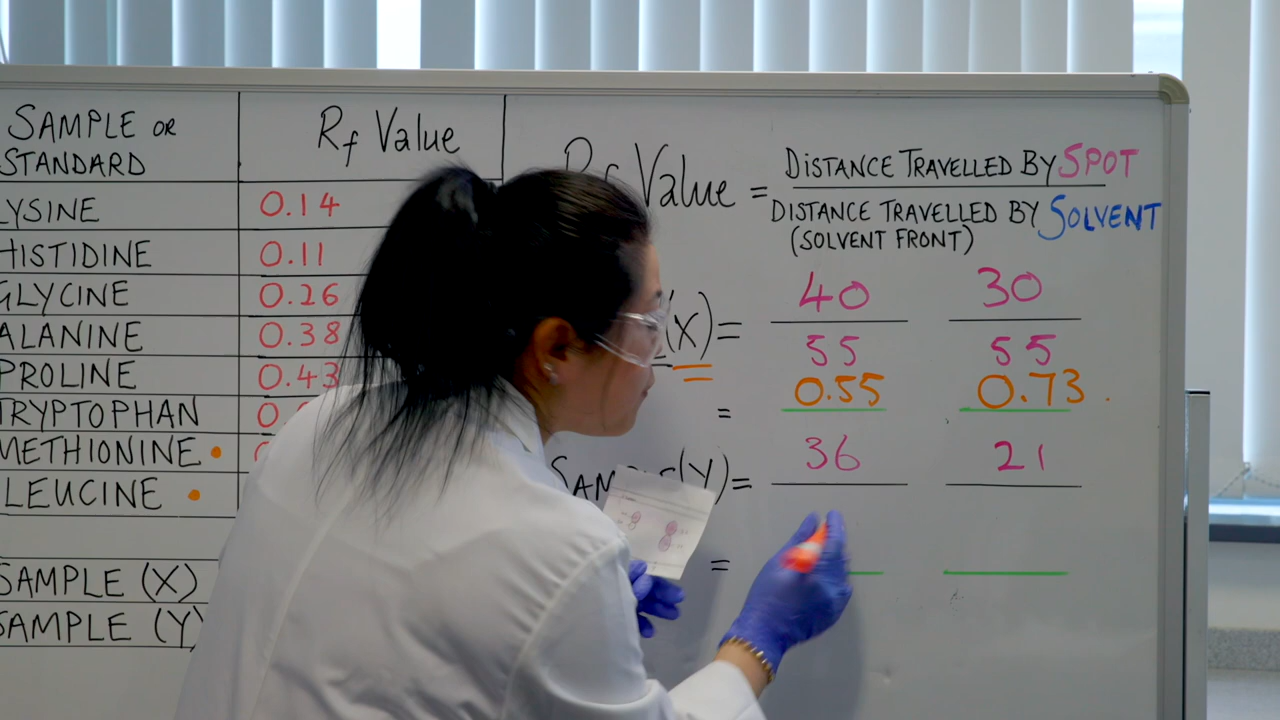 SAMPLE OR
STANDARD
Rf Value
LYSINE
0.14
HISTIDINE
0.11
GLYCINE
0.26
ALANINE
0.38
PROLINE
0.43
TRYPTOPHAN
METHIONINE
LEUCINE
SAMPLE (X)
SAMPLE (Y)
Rf Value =
DISTANCE TRAVELLED BY SPOT
DISTANCE TRAVELLED BY SOLVENT
(SOLVENT FRONT)
(X) =
40
30
55
55
=
0.55
0.73
(Y) =
36
21
=